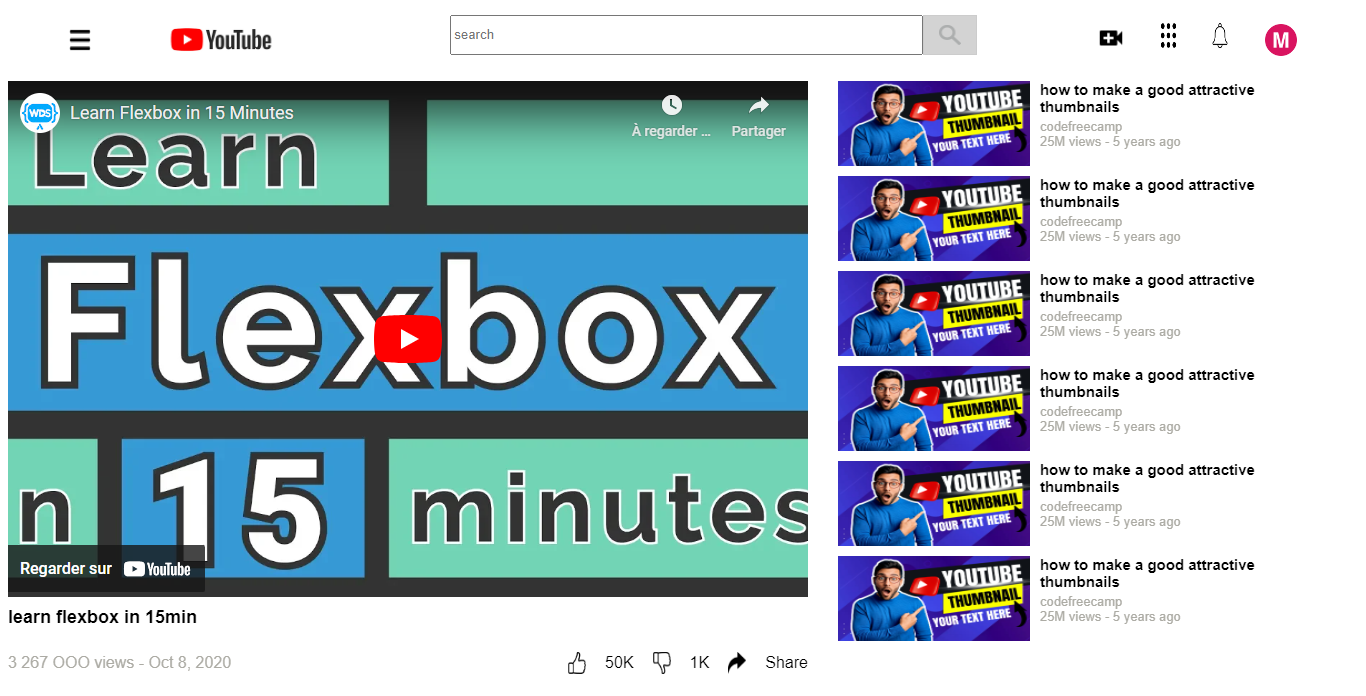 YouTube
search
M
WDS
Learn Flexbox in 15 Minutes
À regarder ...
Partager
Learn
Flexbox
n 15 minutes
Regarder sur YouTube
learn flexbox in 15min
3 267 OOO views - Oct 8, 2020
50K
1K
Share
YOUTUBE
THUMBNAIL
YOUR TEXT HERE
how to make a good attractive
thumbnails
codefreecamp
25M views - 5 years ago
YOUTUBE
THUMBNAIL
YOUR TEXT HERE
how to make a good attractive
thumbnails
codefreecamp
25M views - 5 years ago
YOUTUBE
THUMBNAIL
YOUR TEXT HERE
how to make a good attractive
thumbnails
codefreecamp
25M views - 5 years ago
YOUTUBE
THUMBNAIL
YOUR TEXT HERE
how to make a good attractive
thumbnails
codefreecamp
25M views - 5 years ago
YOUTUBE
THUMBNAIL
YOUR TEXT HERE
how to make a good attractive
thumbnails
codefreecamp
25M views - 5 years ago
YOUTUBE
THUMBNAIL
YOUR TEXT HERE
how to make a good attractive
thumbnails
codefreecamp
25M views - 5 years ago